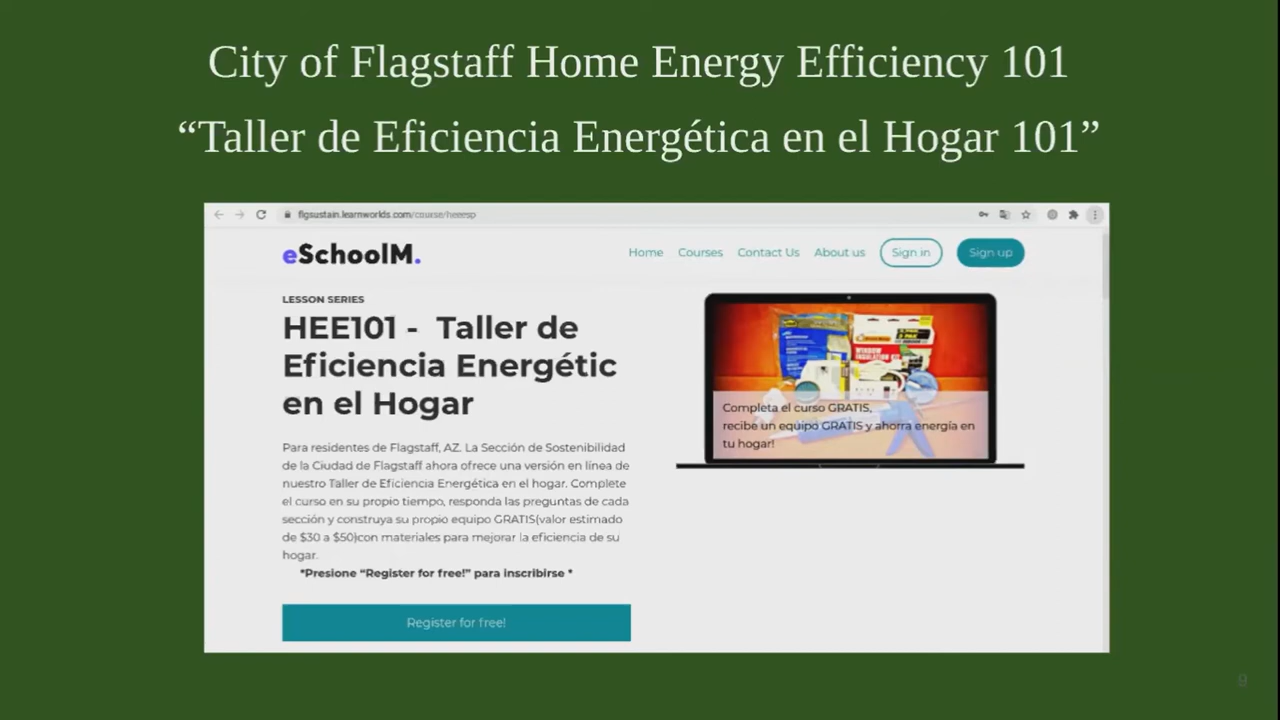 City of Flagstaff Home Energy Efficiency 101
“Taller de Eficiencia Energética en el Hogar 101”
flgsustain.learnworlds.com/course/heeesp
eSchoolM.
Home Courses Contact Us About us Sign in Sign up
LESSON SERIES
HEE101 - Taller de
Eficiencia Energétic
en el Hogar
Para residentes de Flagstaff, AZ. La Sección de Sostenibilidad
de la Ciudad de Flagstaff ahora ofrece una versión en línea de
nuestro Taller de Eficiencia Energética en el hogar. Complete
el curso en su propio tiempo, responda las preguntas de cada
sección y construya su propio equipo GRATIS(valor estimado
de $30 a $50)con materiales para mejorar la eficiencia de su
hogar.
*Presione “Register for free!” para inscribirse *
Register for free!
WINDOW
INSULATION KIT
Completa el curso GRATIS,
recibe un equipo GRATIS y ahorra energía en
tu hogar!
9